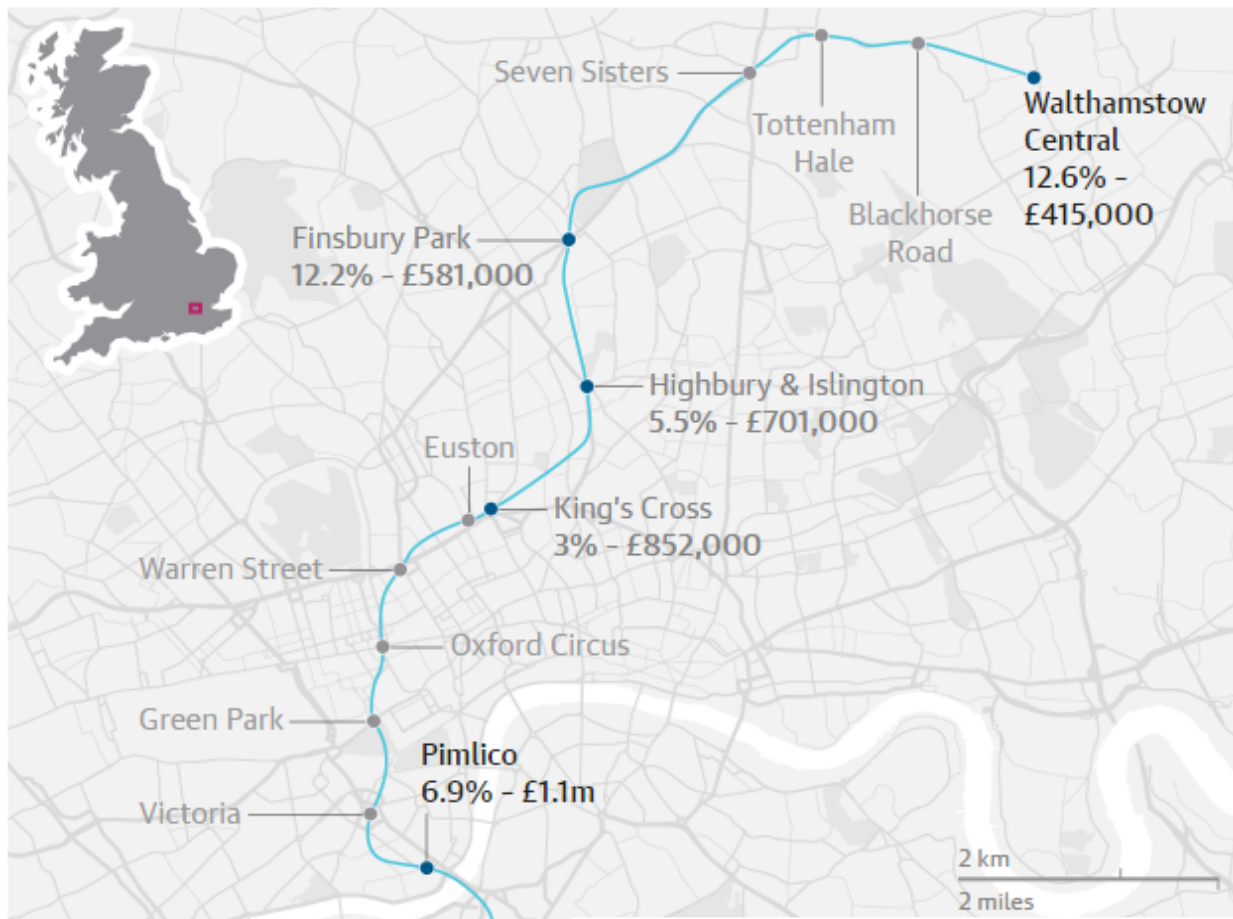 Seven Sisters
Tottenham
Hale
Blackhorse
Road
Walthamstow
Central
12.6% -
£415,000
Finsbury Park
12.2% - £581,000
Highbury & Islington
5.5% - £701,000
Euston
King's Cross
3% - £852,000
Warren Street
Oxford Circus
Green Park
Pimlico
6.9% - £1.1m
Victoria
2 km
2 miles